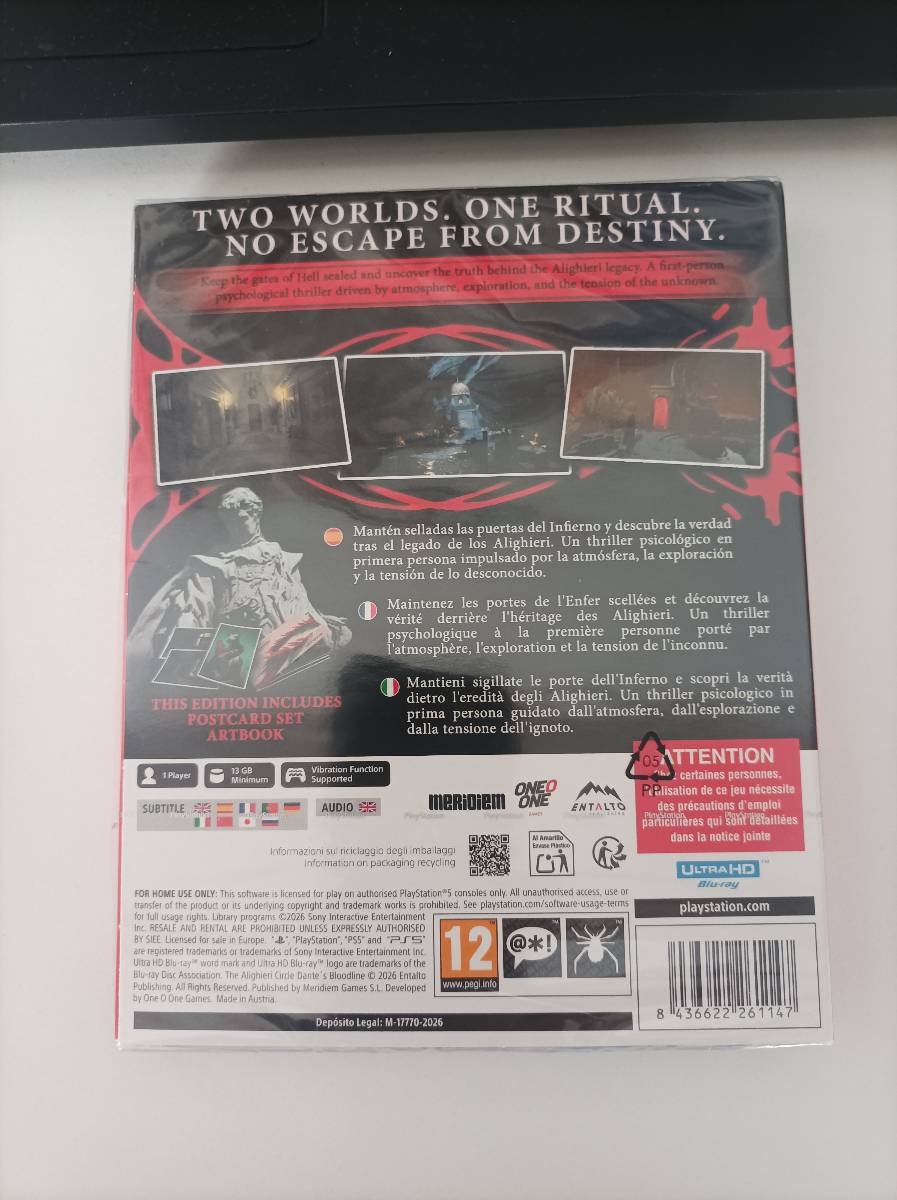 TWO WORLDS. ONE RITUAL.
NO ESCAPE FROM DESTINY.
Keep the gates of Hell sealed and uncover the truth behind the Alighieri legacy. A first-person
psychological thriller driven by atmosphere, exploration, and the tension of the unknown.
Mantén selladas las puertas del Infierno y descubre la verdad
tras el legado de los Alighieri. Un thriller psicológico en
primera persona impulsado por la atmósfera, la exploración
y la tensión de lo desconocido.
Maintenez les portes de l'Enfer scellées et découvrez la
vérité derrière l'héritage des Alighieri. Un thriller
psychologique à la première personne porté par
l'atmosphère, l'exploration et la tension de l'inconnu.
Mantieni sigillate le porte dell'Inferno e scopri la verità
dietro l'eredità degli Alighieri. Un thriller psicologico in
prima persona guidato dall'atmosfera, dall'esplorazione e
dalla tensione dell'ignoto.
THIS EDITION INCLUDES
POSTCARD SET
ARTBOOK
1 Player
13 GB
Minimum
Vibration Function
Supported
SUBTITLE
AUDIO
MERIDIEM
ONE O
ONE
GAMES
ENTALTO
PUBLISHING
05
PP
ATTENTION
certaines personnes,
l'utilisation de ce jeu nécessite
des précautions d'emploi
particulières qui sont détaillées
dans la notice jointe
Informazioni sul riciclaggio degli imballaggi
Information on packaging recycling
Al Amarillo
Envase Plástico
ULTRA HD
Blu-ray
TM
playstation.com
FOR HOME USE ONLY: This software is licensed for play on authorised PlayStation®5 consoles only. All unauthorised access, use or
transfer of the product or its underlying copyright and trademark works is prohibited. See playstation.com/software-usage-terms
for full usage rights. Library programs ©2026 Sony Interactive Entertainment
Inc. RESALE AND RENTAL ARE PROHIBITED UNLESS EXPRESSLY AUTHORISED
BY SIEE. Licensed for sale in Europe. "", "PlayStation", "PS5" and "PS5"
are registered trademarks or trademarks of Sony Interactive Entertainment Inc.
Ultra HD Blu-ray™ word mark and Ultra HD Blu-ray™ logo are trademarks of the
Blu-ray Disc Association. The Alighieri Circle Dante´s Bloodline © 2026 Entalto
Publishing. All Rights Reserved. Published by Meridiem Games S.L. Developed
by One O One Games. Made in Austria.
12
www.pegi.info
@*!
8 436622 261147
Depósito Legal: M-17770-2026